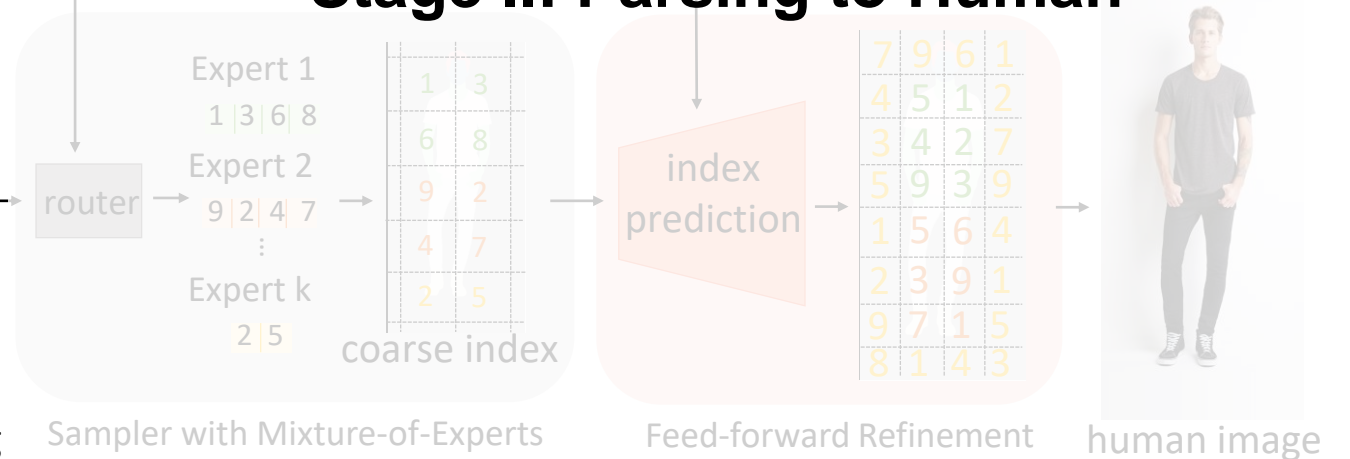 Stage II: Parsing to Human
Expert 1
1 3 6 8
router
Expert 2
9 2 4 7
⋮
Expert k
2 5
1 3
6 8
9 2
4 7
2 5
coarse index
Sampler with Mixture-of-Experts
index
prediction
7 9 6 1
4 5 1 2
3 4 2 7
5 9 3 9
1 5 6 4
2 3 9 1
9 7 1 5
8 1 4 3
Feed-forward Refinement
human image